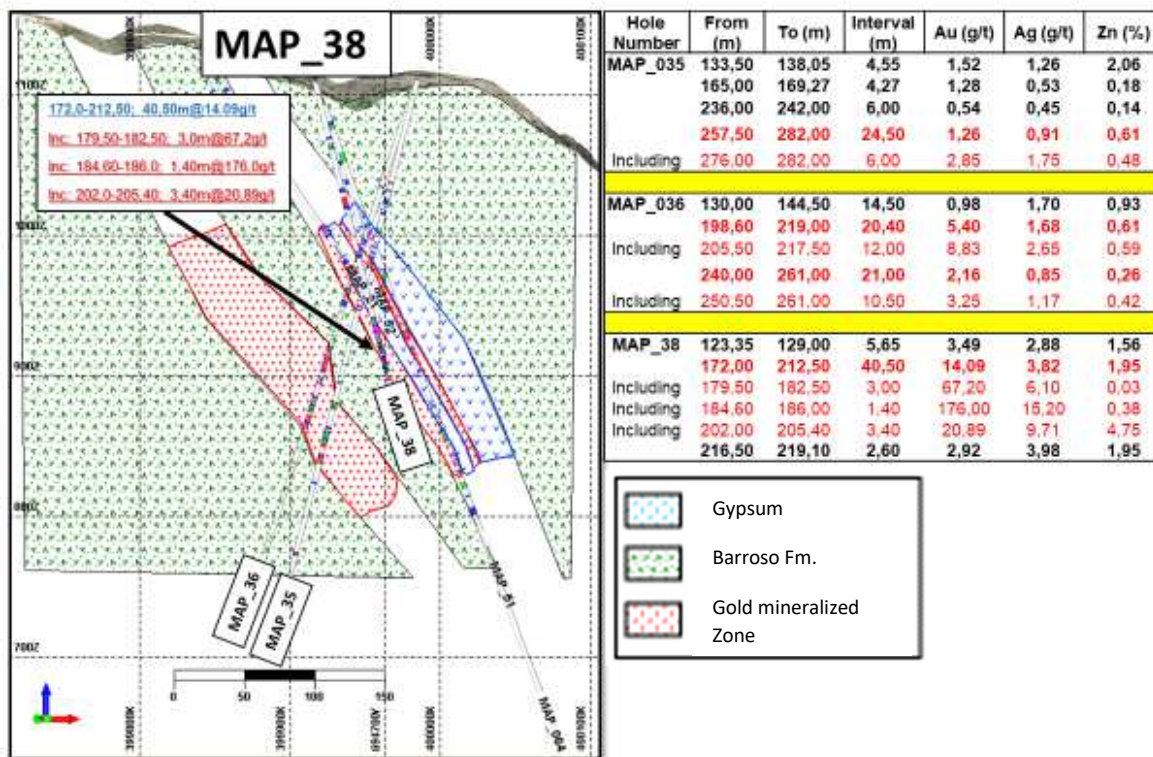 MAP_38
172,0-212,50; 40,50m@14.09g/t
Inc: 179,50-182,50; 3,0m@67,2g/t
Inc: 184,60-186,0; 1,40m@176,0g/t
Inc: 202,0-205,40; 3,40m@20,89g/t
1100Z
1000Z
900Z
800Z
700Z
MAP_38
MAP_51
MAP_004
MAP_36
MAP_35
0 50 100 150
Hole Number From (m) To (m) Interval (m) Au (g/t) Ag (g/t) Zn (%)
MAP_035 133,50 138,05 4,55 1,52 1,26 2,06
165,00 169,27 4,27 1,28 0,53 0,18
236,00 242,00 6,00 0,54 0,45 0,14
257,50 282,00 24,50 1,26 0,91 0,61
Including 276,00 282,00 6,00 2,85 1,75 0,48
MAP_036 130,00 144,50 14,50 0,98 1,70 0,93
198,60 219,00 20,40 5,40 1,68 0,61
Including 205,50 217,50 12,00 8,83 2,65 0,59
240,00 261,00 21,00 2,16 0,85 0,26
Including 250,50 261,00 10,50 3,25 1,17 0,42
MAP_38 123,35 129,00 5,65 3,49 2,88 1,56
172,00 212,50 40,50 14,09 3,82 1,95
Including 179,50 182,50 3,00 67,20 6,10 0,03
Including 184,60 186,00 1,40 176,00 15,20 0,38
Including 202,00 205,40 3,40 20,89 9,71 4,75
216,50 219,10 2,60 2,92 3,98 1,95
Gypsum
Barroso Fm.
Gold mineralized
Zone